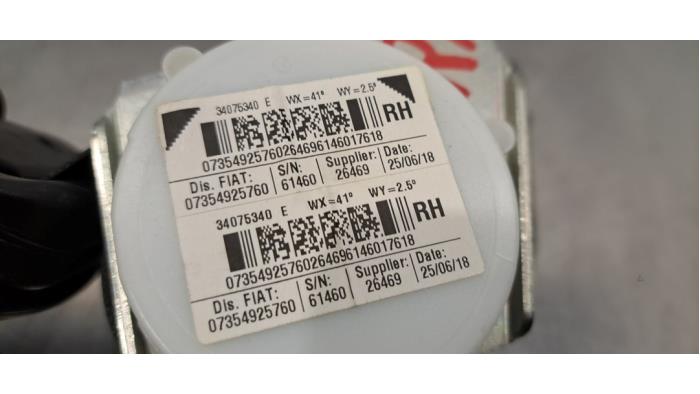 34075340 E WX=41° WY=2.5°
RH
07354925760264696146017618
Dis. FIAT: S/N: Supplier: Date:
07354925760 61460 26469 25/06/18
34075340 E WX=41° WY=2.5°
RH
07354925760264696146017618
Dis. FIAT: S/N: Supplier: Date:
07354925760 61460 26469 25/06/18